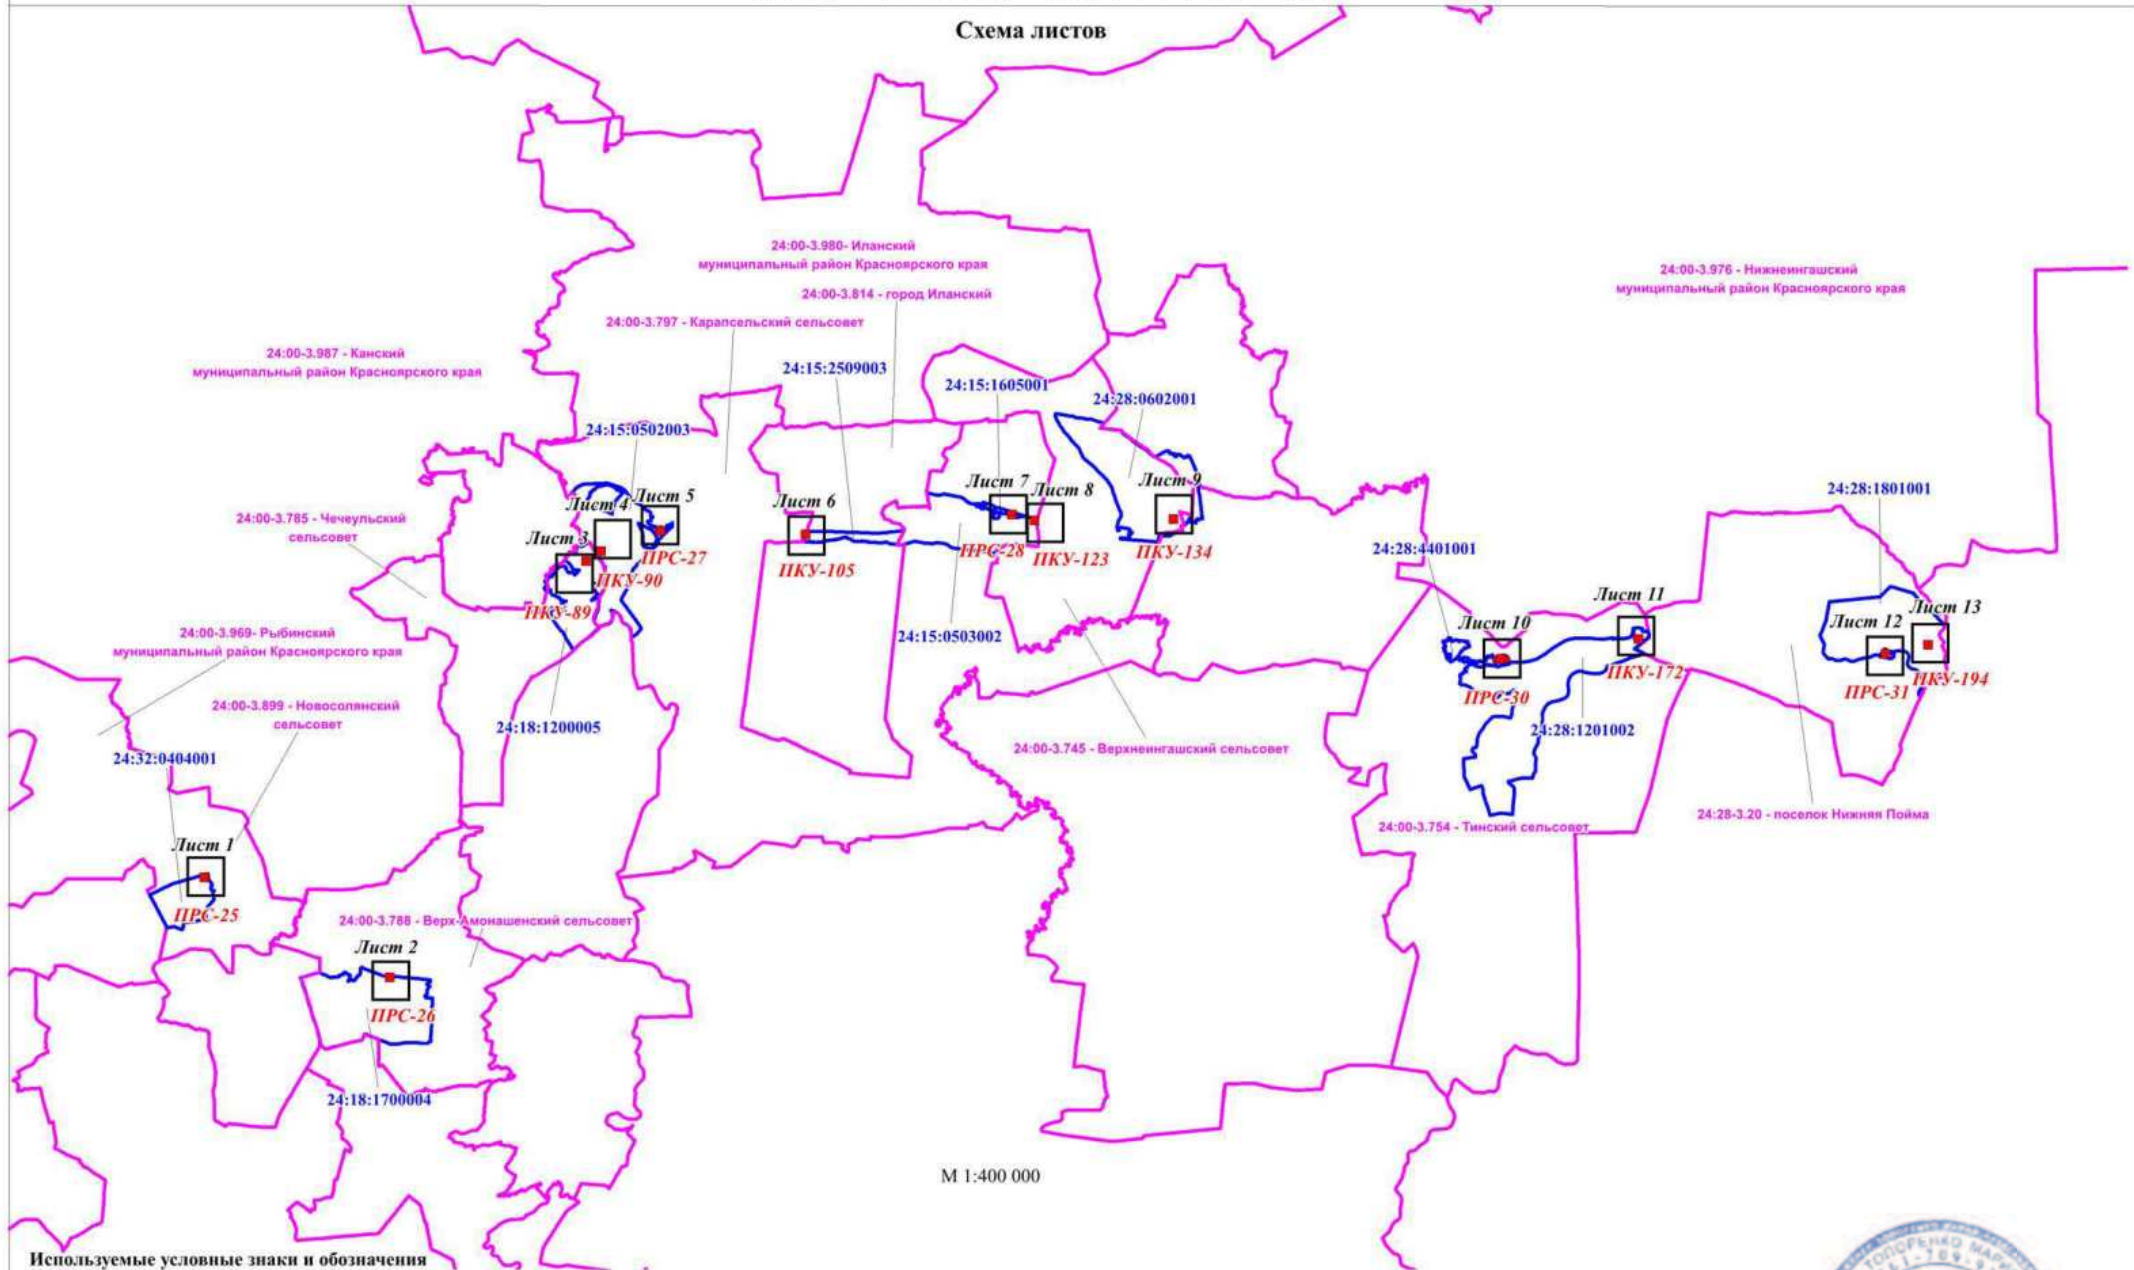 Схема листов
24:00-3.980- Иланский
муниципальный район Красноярского края
24:00-3.976 - Нижнеингашский
муниципальный район Красноярского края
24:00-3.814 - город Иланский
24:00-3.797 - Карапсельский сельсовет
24:00-3.987 - Канский
муниципальный район Красноярского края
24:15:2509003
24:15:1605001
24:28:0602001
24:15:0502003
Лист 7
Лист 8
Лист 9
Лист 6
Лист 5
Лист 4
Лист 3
24:28:1801001
24:00-3.785 - Чечеульский
сельсовет
ПРС-27
ПКУ-90
ПКУ-89
ПКУ-105
ПРС-28
ПКУ-123
ПКУ-134
24:28:4401001
Лист 11
Лист 13
Лист 12
Лист 10
24:15:0503002
24:00-3.969- Рыбинский
муниципальный район Красноярского края
ПКУ-172
ПРС-31
ПКУ-194
ПРС-30
24:00-3.899 - Новосолянский
сельсовет
24:18:1200005
24:28:1201002
24:00-3.745 - Верхнеингашский сельсовет
24:32:0404001
24:28-3.20 - поселок Нижняя Пойма
24:00-3.754 - Тинский сельсовет
Лист 1
ПРС-25
24:00-3.788 - Верх-Амонашенский сельсовет
Лист 2
ПРС-26
24:18:1700004
М 1:400 000
Используемые условные знаки и обозначения
ТОПОРЕНКО